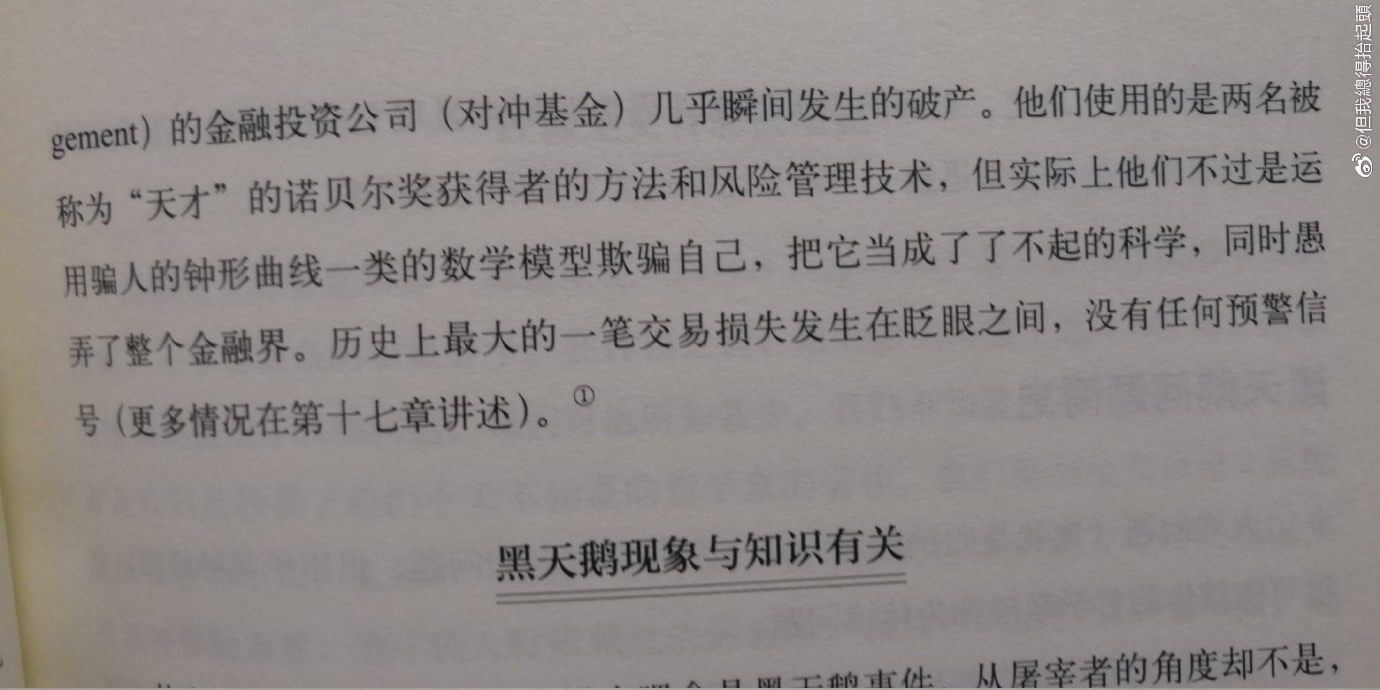 gement）的金融投资公司（对冲基金）几乎瞬间发生的破产。他们使用的是两名被
称为“天才”的诺贝尔奖获得者的方法和风险管理技术，但实际上他们不过是运
用骗人的钟形曲线一类的数学模型欺骗自己，把它当成了了不起的科学，同时愚
弄了整个金融界。历史上最大的一笔交易损失发生在眨眼之间，没有任何预警信
号（更多情况在第十七章讲述）。①
黑天鹅现象与知识有关
是黑天鹅事件，从屠宰者的角度却不是，
@但我總得抬起頭